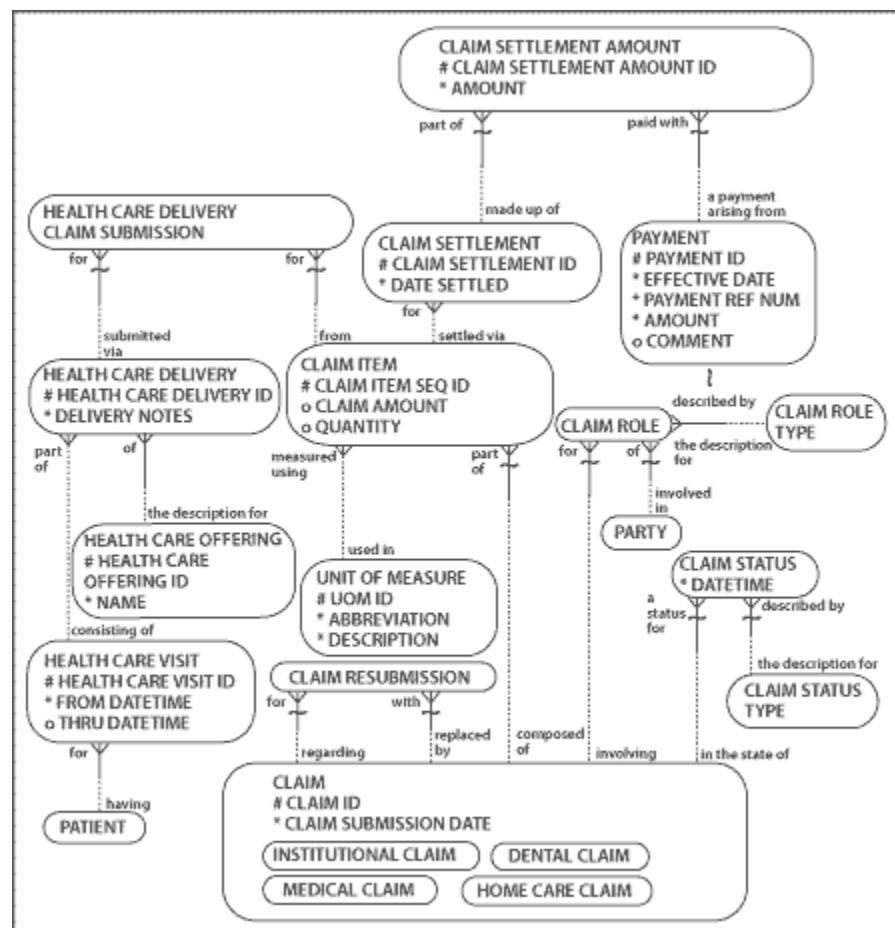 CLAIM SETTLEMENT AMOUNT
# CLAIM SETTLEMENT AMOUNT ID
* AMOUNT
part of
paid with
made up of
a payment
arising from
HEALTH CARE DELIVERY
CLAIM SUBMISSION
for
for
CLAIM SETTLEMENT
# CLAIM SETTLEMENT ID
* DATE SETTLED
for
PAYMENT
# PAYMENT ID
* EFFECTIVE DATE
* PAYMENT REF NUM
* AMOUNT
o COMMENT
submitted
via
from
settled via
HEALTH CARE DELIVERY
# HEALTH CARE DELIVERY ID
* DELIVERY NOTES
CLAIM ITEM
# CLAIM ITEM SEQ ID
o CLAIM AMOUNT
o QUANTITY
described by
CLAIM ROLE
CLAIM ROLE
TYPE
the description
for
part
of
of
measured
using
part
of
for
of
involved
in
PARTY
the description for
HEALTH CARE OFFERING
# HEALTH CARE
OFFERING ID
* NAME
used in
UNIT OF MEASURE
# UOM ID
* ABBREVIATION
* DESCRIPTION
CLAIM STATUS
* DATETIME
a
status
for
described by
the description for
CLAIM STATUS
TYPE
consisting of
HEALTH CARE VISIT
# HEALTH CARE VISIT ID
* FROM DATETIME
o THRU DATETIME
for
having
PATIENT
CLAIM RESUBMISSION
for
with
regarding
replaced
by
composed
of
involving
in the state of
CLAIM
# CLAIM ID
* CLAIM SUBMISSION DATE
INSTITUTIONAL CLAIM
DENTAL CLAIM
MEDICAL CLAIM
HOME CARE CLAIM